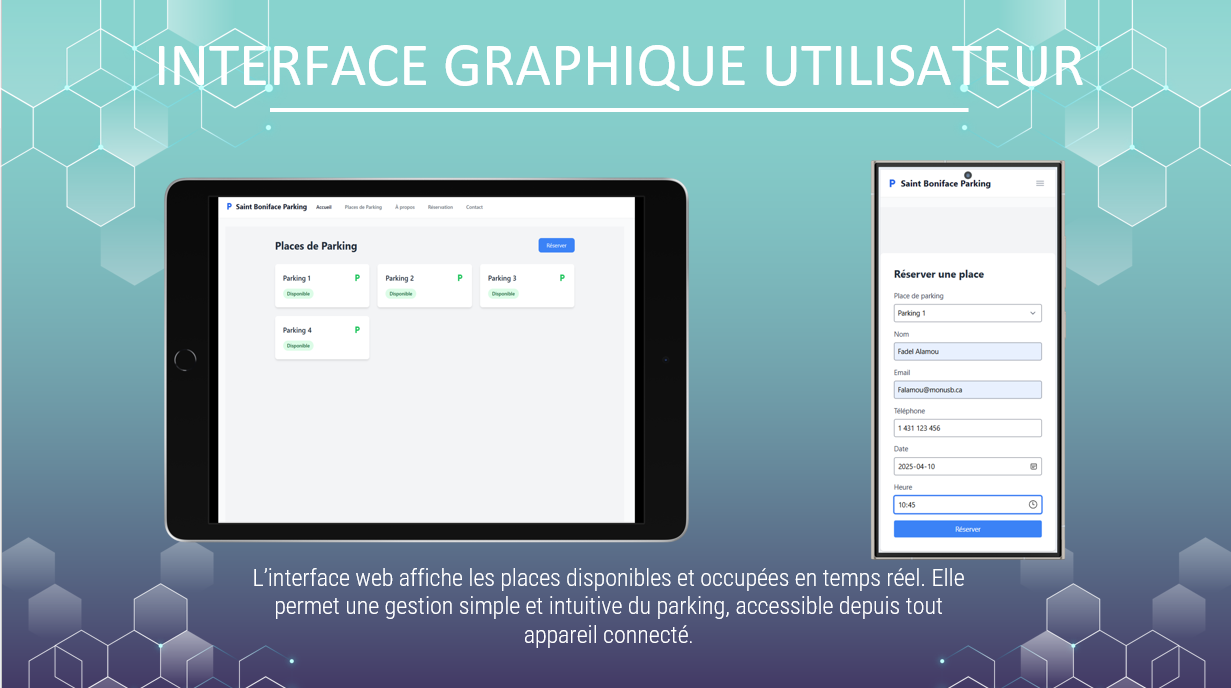 INTERFACE GRAPHIQUE UTILISATEUR
P Saint Boniface Parking Accueil Places de Parking À propos Réservation Contact
Places de Parking Réserver
Parking 1 P Parking 2 P Parking 3 P
Disponible Disponible Disponible
Parking 4 P
Disponible
P Saint Boniface Parking
Réserver une place
Place de parking
Parking 1
Nom
Fadel Alamou
Email
Falamou@monusb.ca
Téléphone
1 431 123 456
Date
2025-04-10
Heure
10:45
Réserver
L’interface web affiche les places disponibles et occupées en temps réel. Elle
permet une gestion simple et intuitive du parking, accessible depuis tout
appareil connecté.